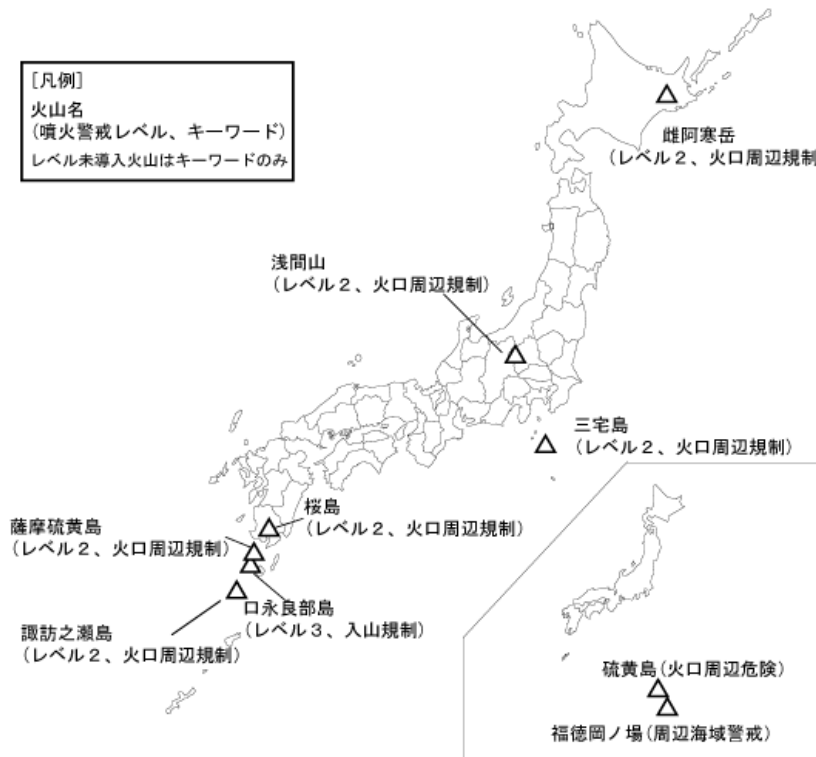 [凡例]
火山名
(噴火警戒レベル、キーワード)
レベル未導入火山はキーワードのみ
雌阿寒岳
(レベル2、火口周辺規制
浅間山
(レベル2、火口周辺規制)
三宅島
(レベル2、火口周辺規制)
桜島
(レベル2、火口周辺規制)
薩摩硫黄島
(レベル2、火口周辺規制)
口永良部島
(レベル3、入山規制)
諏訪之瀬島
(レベル2、火口周辺規制)
硫黄島(火口周辺危険)
福徳岡ノ場(周辺海域警戒)